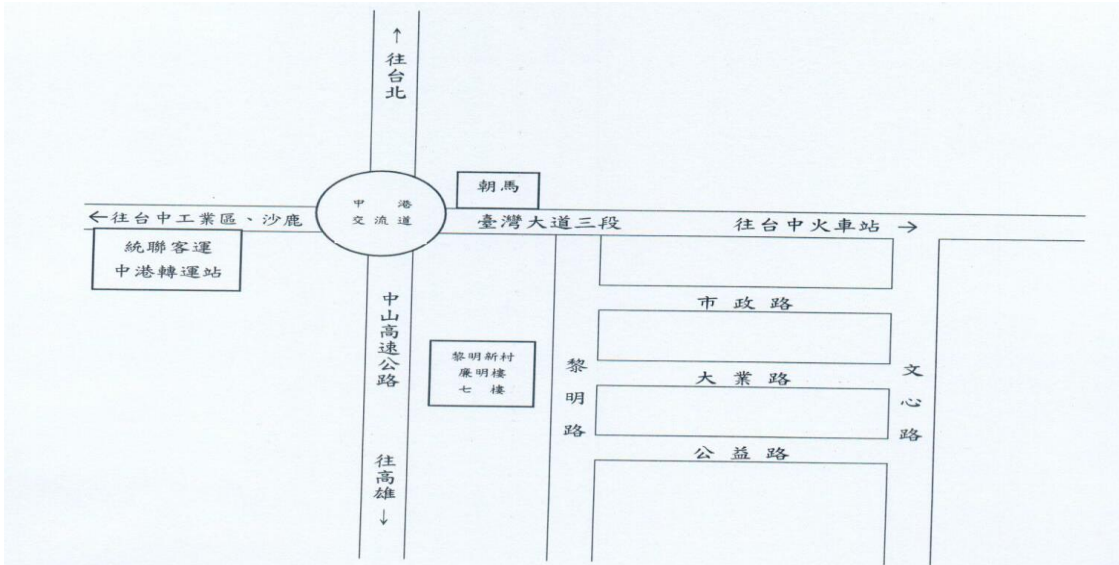 ↑往台北
朝馬
中港
交流道
←往台中工業區、沙鹿
臺灣大道三段
往台中火車站→
統聯客運
中港轉運站
市政路
中山高速公路
黎明新村
廉明樓
七樓
黎明路
大業路
文心路
公益路
往高雄↓